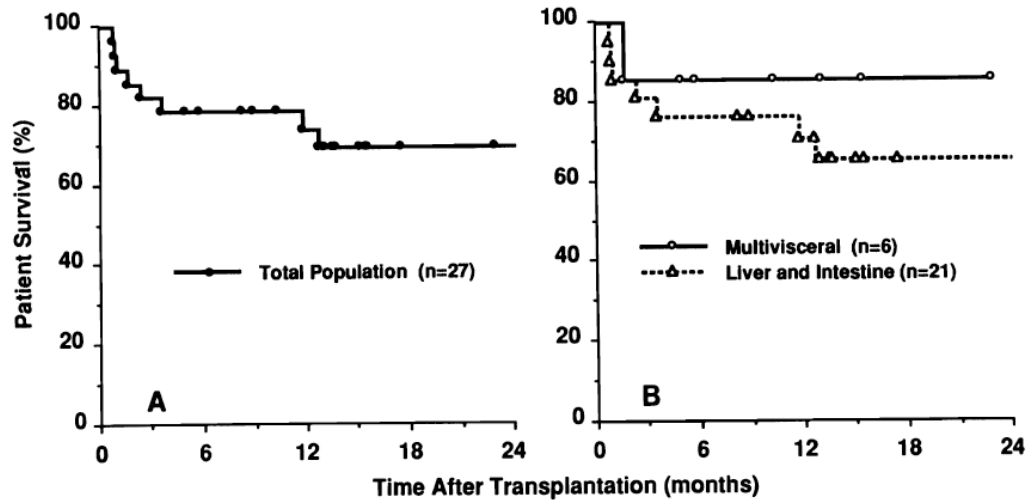 Patient Survival (%)
100
80
60
40
20
0
Total Population (n=27)
A
0 6 12 18 24
100
80
60
40
20
0
Multivisceral (n=6)
Liver and Intestine (n=21)
B
0 6 12 18 24
Time After Transplantation (months)